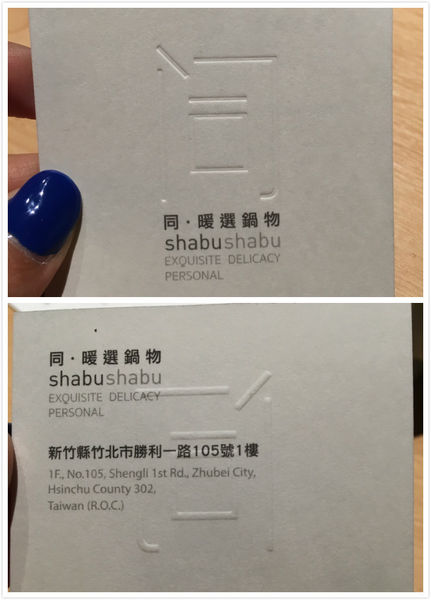 同·暖選鍋物
shabushabu
EXQUISITE DELICACY
PERSONAL
同·暖選鍋物
shabushabu
EXQUISITE DELICACY
PERSONAL
新竹縣竹北市勝利一路105號1樓
1F., No.105, Shengli 1st Rd., Zhubei City,
Hsinchu County 302,
Taiwan (R.O.C.)